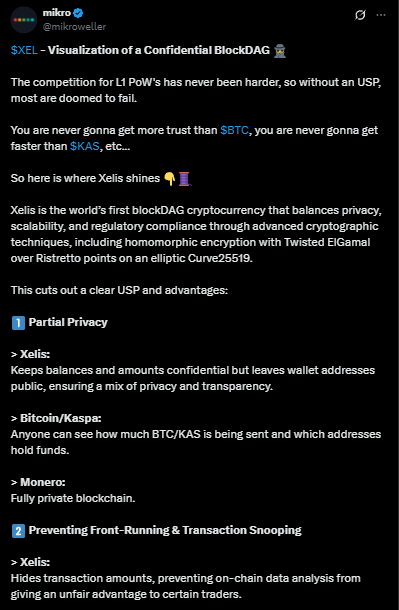 mikro
@mikroweller
$XEL - Visualization of a Confidential BlockDAG
The competition for L1 PoW's has never been harder, so without an USP,
most are doomed to fail.
You are never gonna get more trust than $BTC, you are never gonna get
faster than $KAS, etc...
So here is where Xelis shines 👇🧵
Xelis is the world's first blockDAG cryptocurrency that balances privacy,
scalability, and regulatory compliance through advanced cryptographic
techniques, including homomorphic encryption with Twisted ElGamal
over Ristretto points on an elliptic Curve25519.
This cuts out a clear USP and advantages:
1 Partial Privacy
> Xelis:
Keeps balances and amounts confidential but leaves wallet addresses
public, ensuring a mix of privacy and transparency.
> Bitcoin/Kaspa:
Anyone can see how much BTC/KAS is being sent and which addresses
hold funds.
> Monero:
Fully private blockchain.
2 Preventing Front-Running & Transaction Snooping
> Xelis:
Hides transaction amounts, preventing on-chain data analysis from
giving an unfair advantage to certain traders.